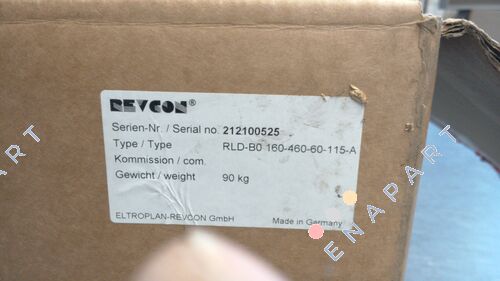 REVCON®
Serien-Nr. / Serial no. 212100525
Type / Type RLD-B0 160-460-60-115-A
Kommission / com.
Gewicht / weight 90 kg
ELTROPLAN-REVCON GmbH Made in Germany
ENAPART